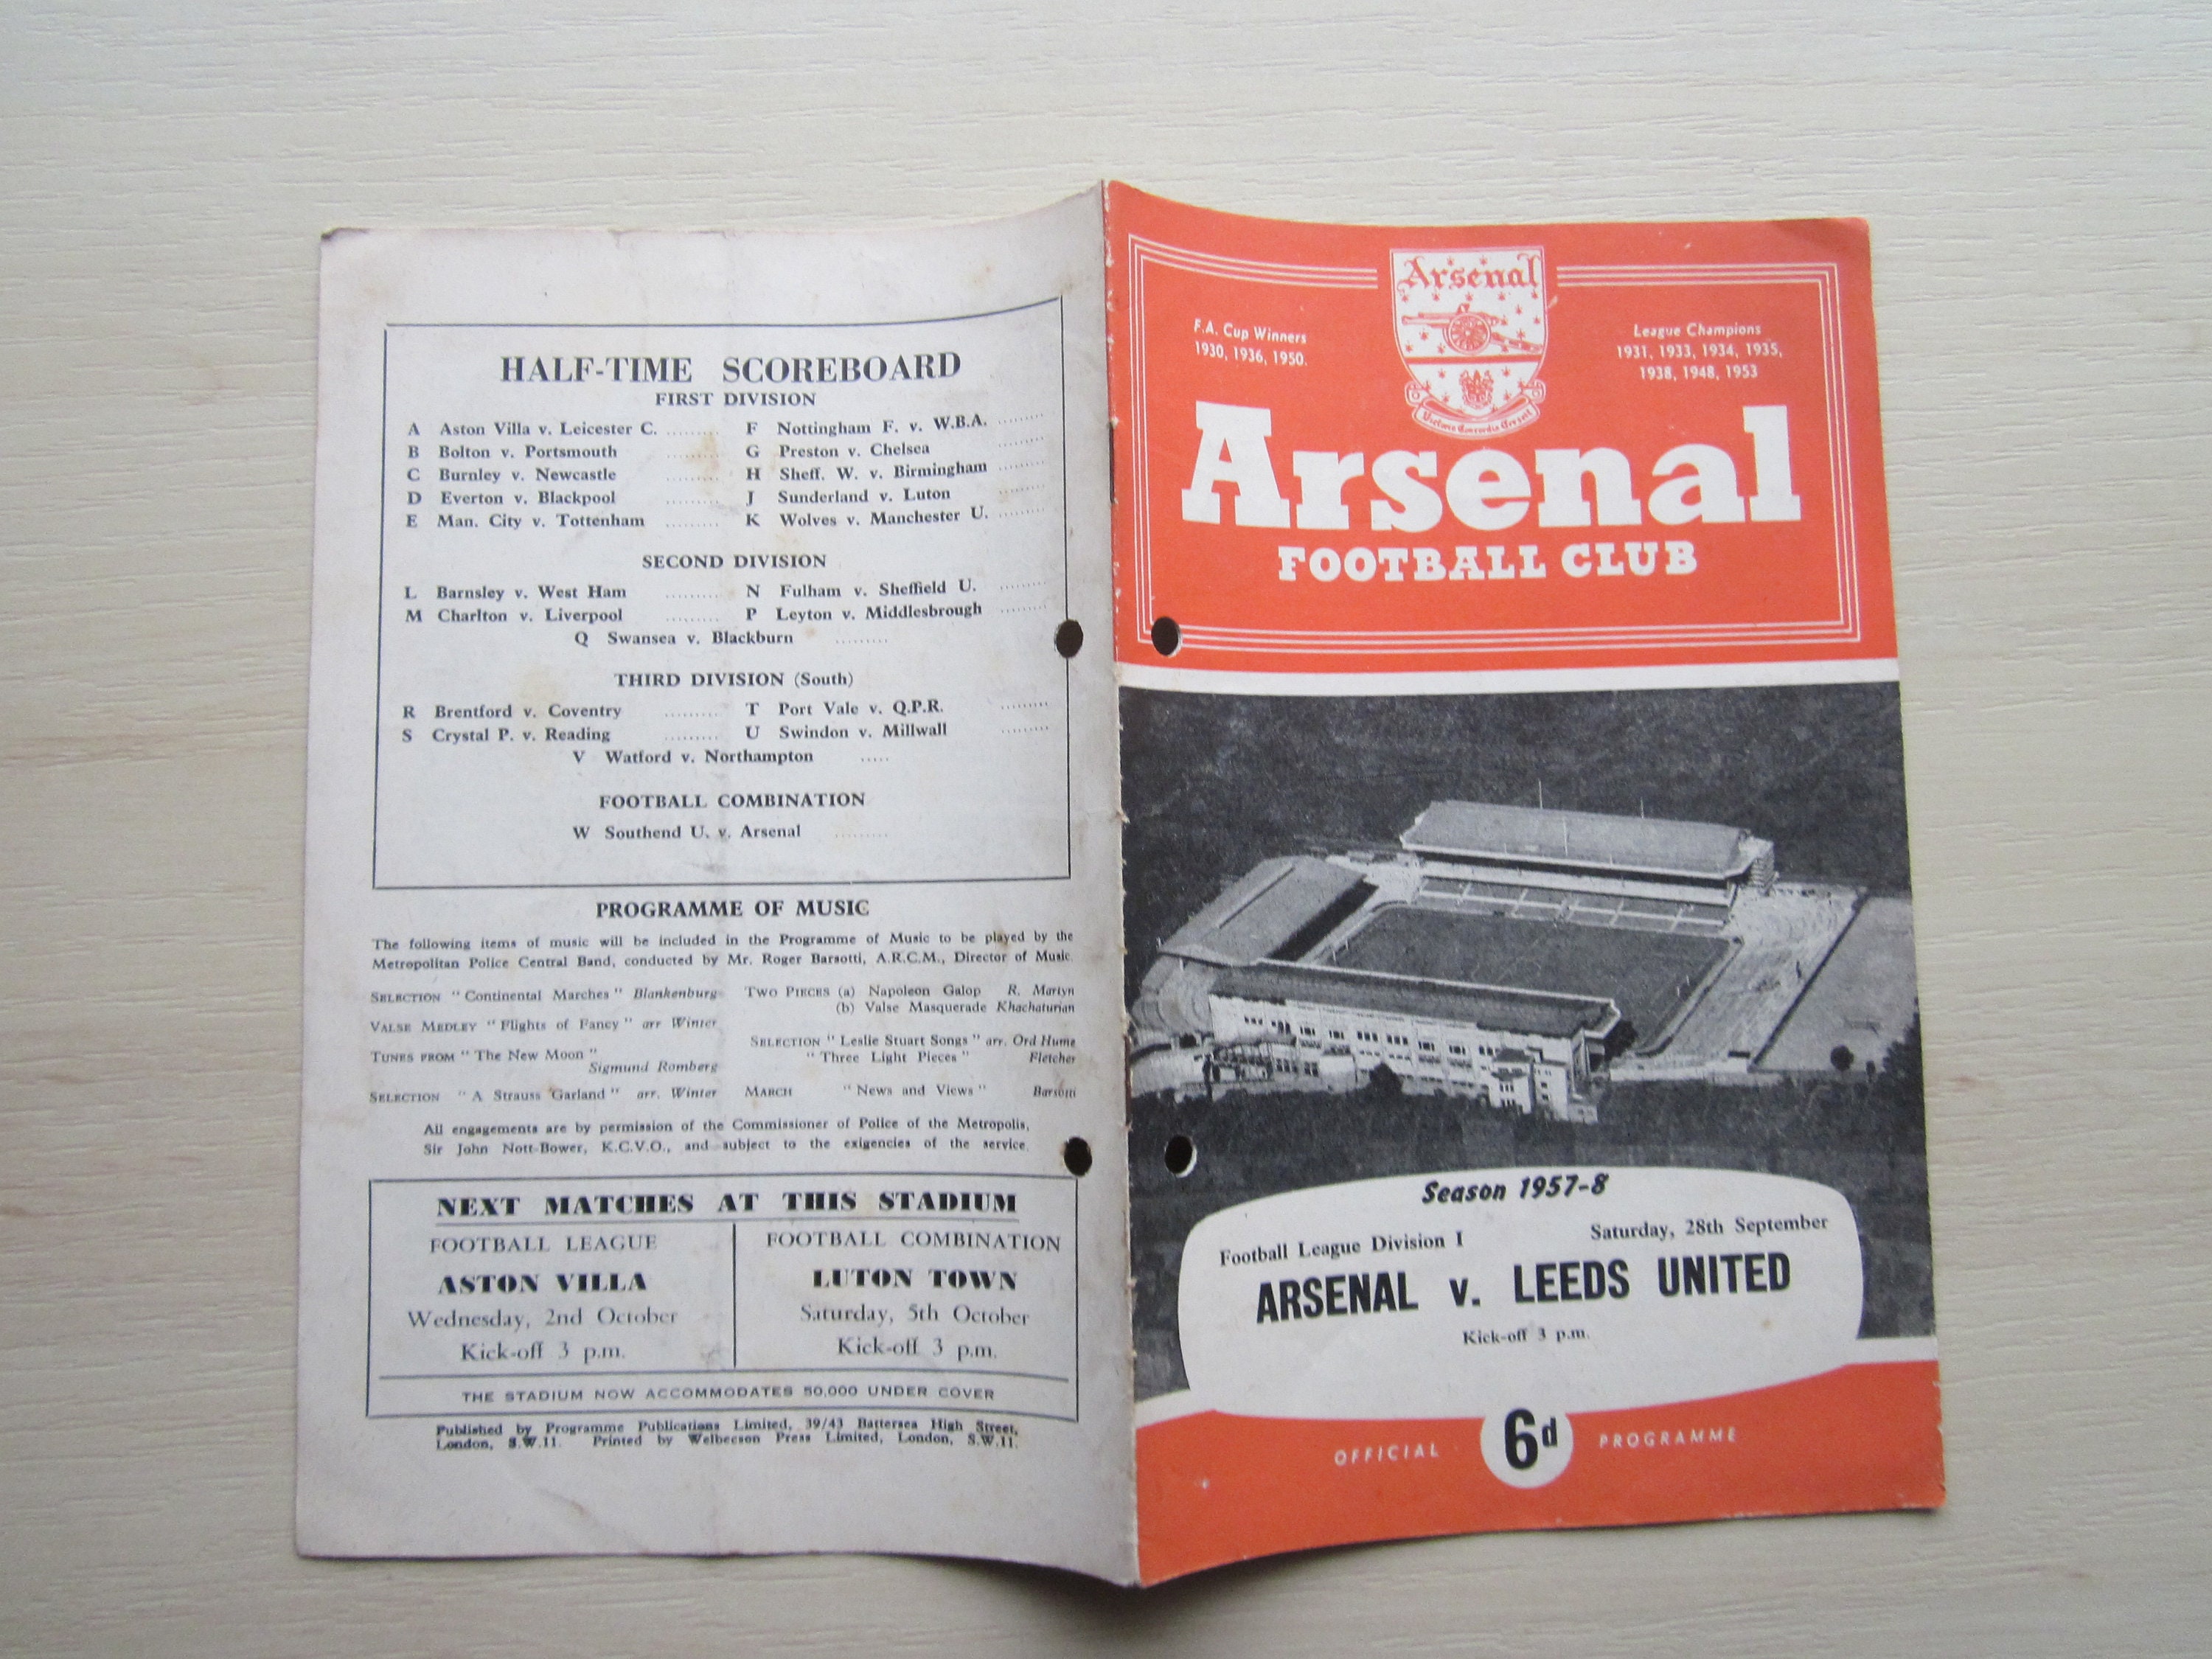 HALF-TIME SCOREBOARD
FIRST DIVISION
A Aston Villa v. Leicester C. .........
F Nottingham F. v. W.B.A. .........
B Bolton v. Portsmouth .........
G Preston v. Chelsea .........
C Burnley v. Newcastle .........
H Sheff. W. v. Birmingham .........
D Everton v. Blackpool .........
J Sunderland v. Luton .........
E Man. City v. Tottenham .........
K Wolves v. Manchester U. .........
SECOND DIVISION
L Barnsley v. West Ham .........
N Fulham v. Sheffield U. .........
M Charlton v. Liverpool .........
P Leyton v. Middlesbrough .........
Q Swansea v. Blackburn .........
THIRD DIVISION (South)
R Brentford v. Coventry .........
T Port Vale v. Q.P.R. .........
S Crystal P. v. Reading .........
U Swindon v. Millwall .........
V Watford v. Northampton .....
FOOTBALL COMBINATION
W Southend U. v. Arsenal .........
PROGRAMME OF MUSIC
The following items of music will be included in the Programme of Music to be played by the
Metropolitan Police Central Band, conducted by Mr. Roger Barsotti, A.R.C.M., Director of Music.
SELECTION "Continental Marches" Blankenburg
VALSE MEDLEY "Flights of Fancy" arr Winter
TUNES FROM "The New Moon"
Sigmund Romberg
SELECTION "A Strauss Garland" arr. Winter
TWO PIECES (a) Napoleon Galop R. Martyn
(b) Valse Masquerade Khachaturian
SELECTION "Leslie Stuart Songs" arr. Ord Hume
"Three Light Pieces" Fletcher
MARCH "News and Views" Barsotti
All engagements are by permission of the Commissioner of Police of the Metropolis,
Sir John Nott-Bower, K.C.V.O., and subject to the exigencies of the service.
NEXT MATCHES AT THIS STADIUM
FOOTBALL LEAGUE
ASTON VILLA
Wednesday, 2nd October
Kick-off 3 p.m.
FOOTBALL COMBINATION
LUTON TOWN
Saturday, 5th October
Kick-off 3 p.m.
THE STADIUM NOW ACCOMMODATES 50,000 UNDER COVER
Published by Programme Publications Limited, 39/43 Battersea High Street,
London, S.W.11. Printed by Welbecson Press Limited, London, S.W.11.
F.A. Cup Winners
1930, 1936, 1950.
Arsenal
Victoria Concordia Crescit
League Champions
1931, 1933, 1934, 1935,
1938, 1948, 1953
Arsenal
FOOTBALL CLUB
Season 1957-8
Football League Division I
Saturday, 28th September
ARSENAL v. LEEDS UNITED
Kick-off 3 p.m.
OFFICIAL 6d PROGRAMME